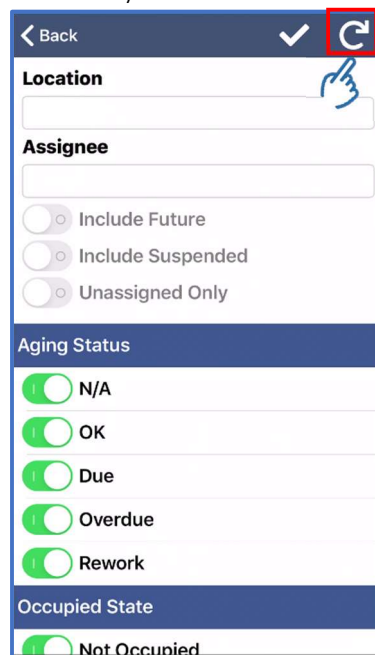 Back
Location
Assignee
Include Future
Include Suspended
Unassigned Only
Aging Status
N/A
OK
Due
Overdue
Rework
Occupied State
Not Occupied